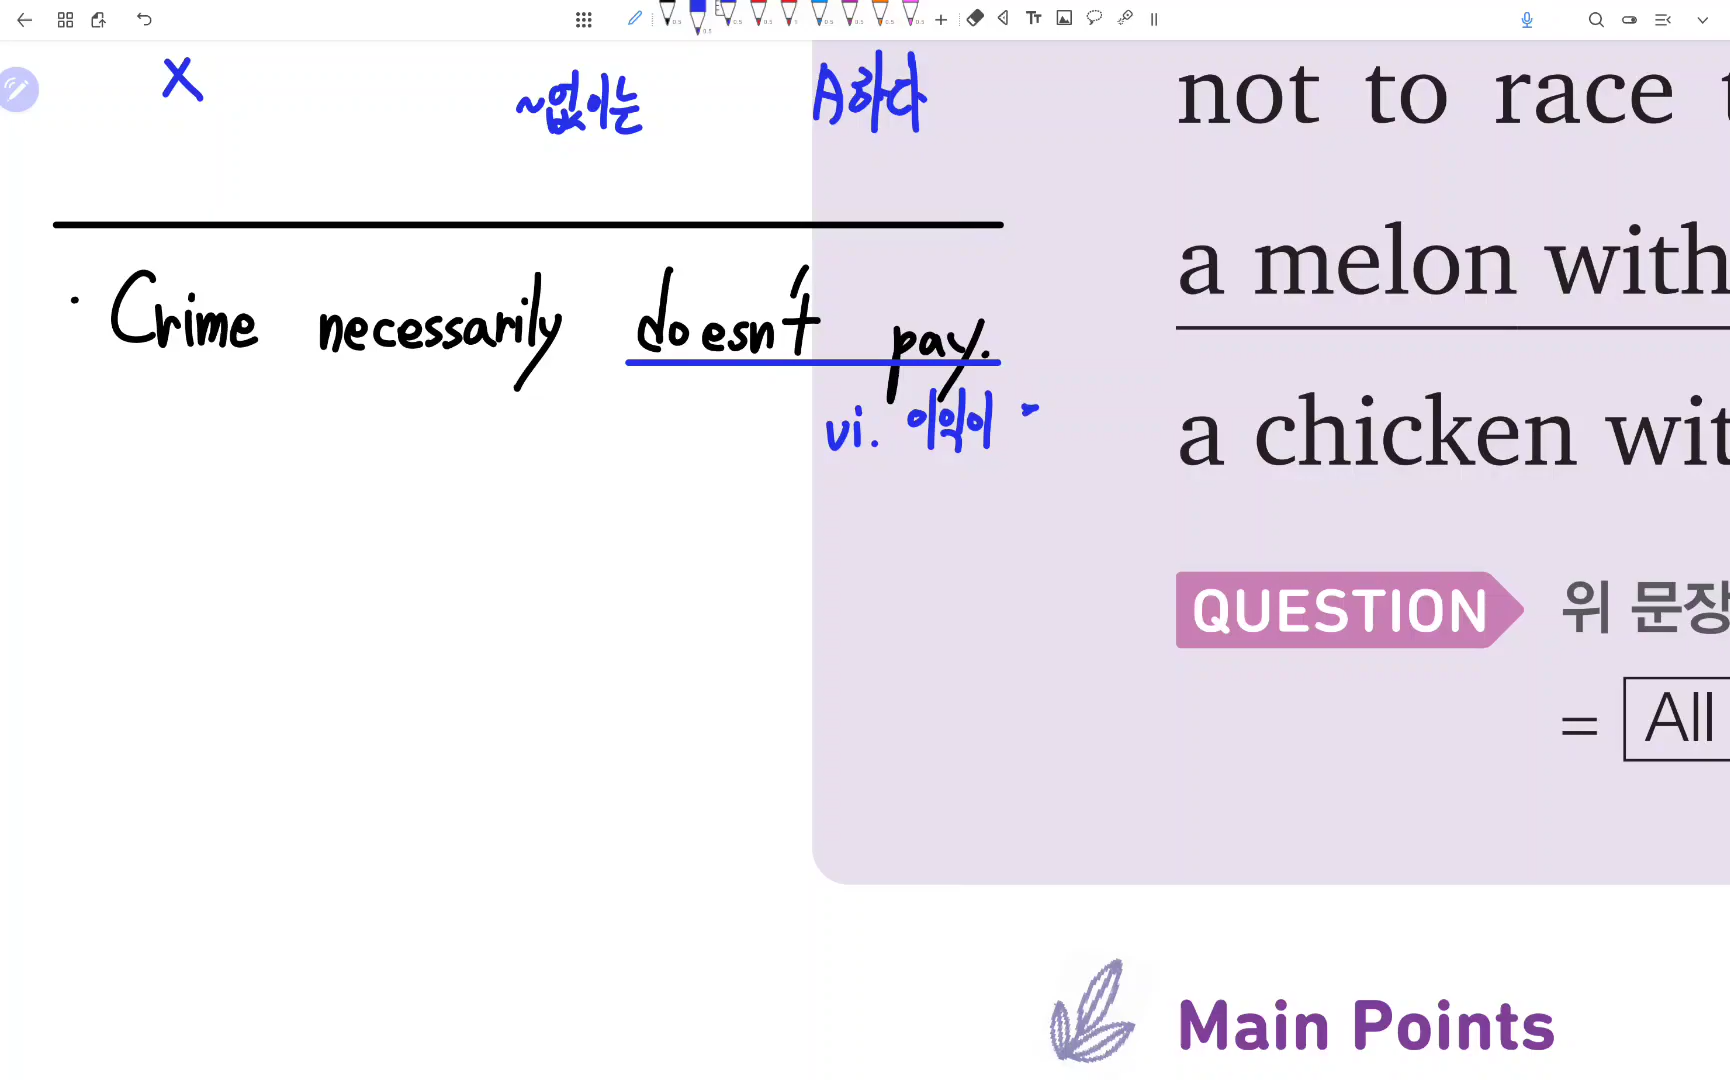 X ~없이는 A하다
not to race
· Crime necessarily doesn't pay.
vi. 이익이
a melon with
a chicken wit
QUESTION 위 문장
= All
Main Points